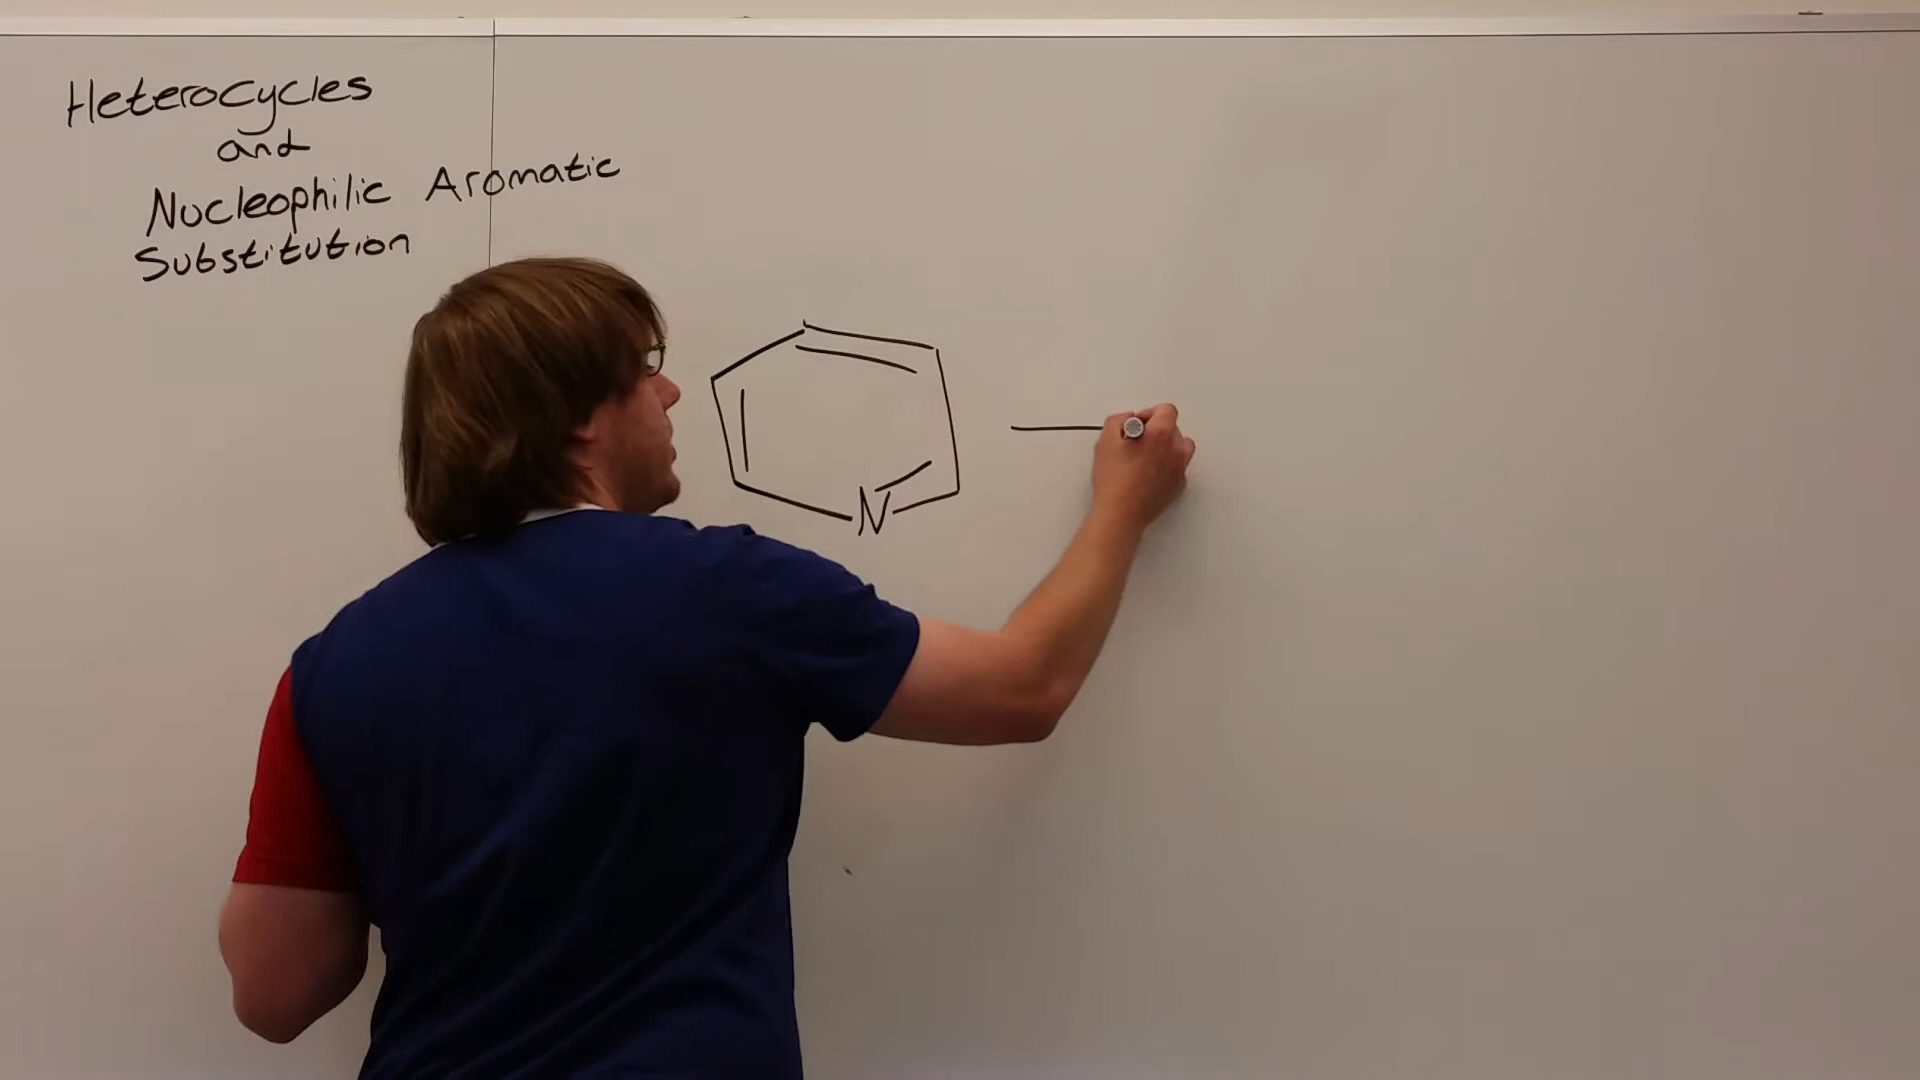 Heterocycles
and
Nucleophilic Aromatic
Substitution
N